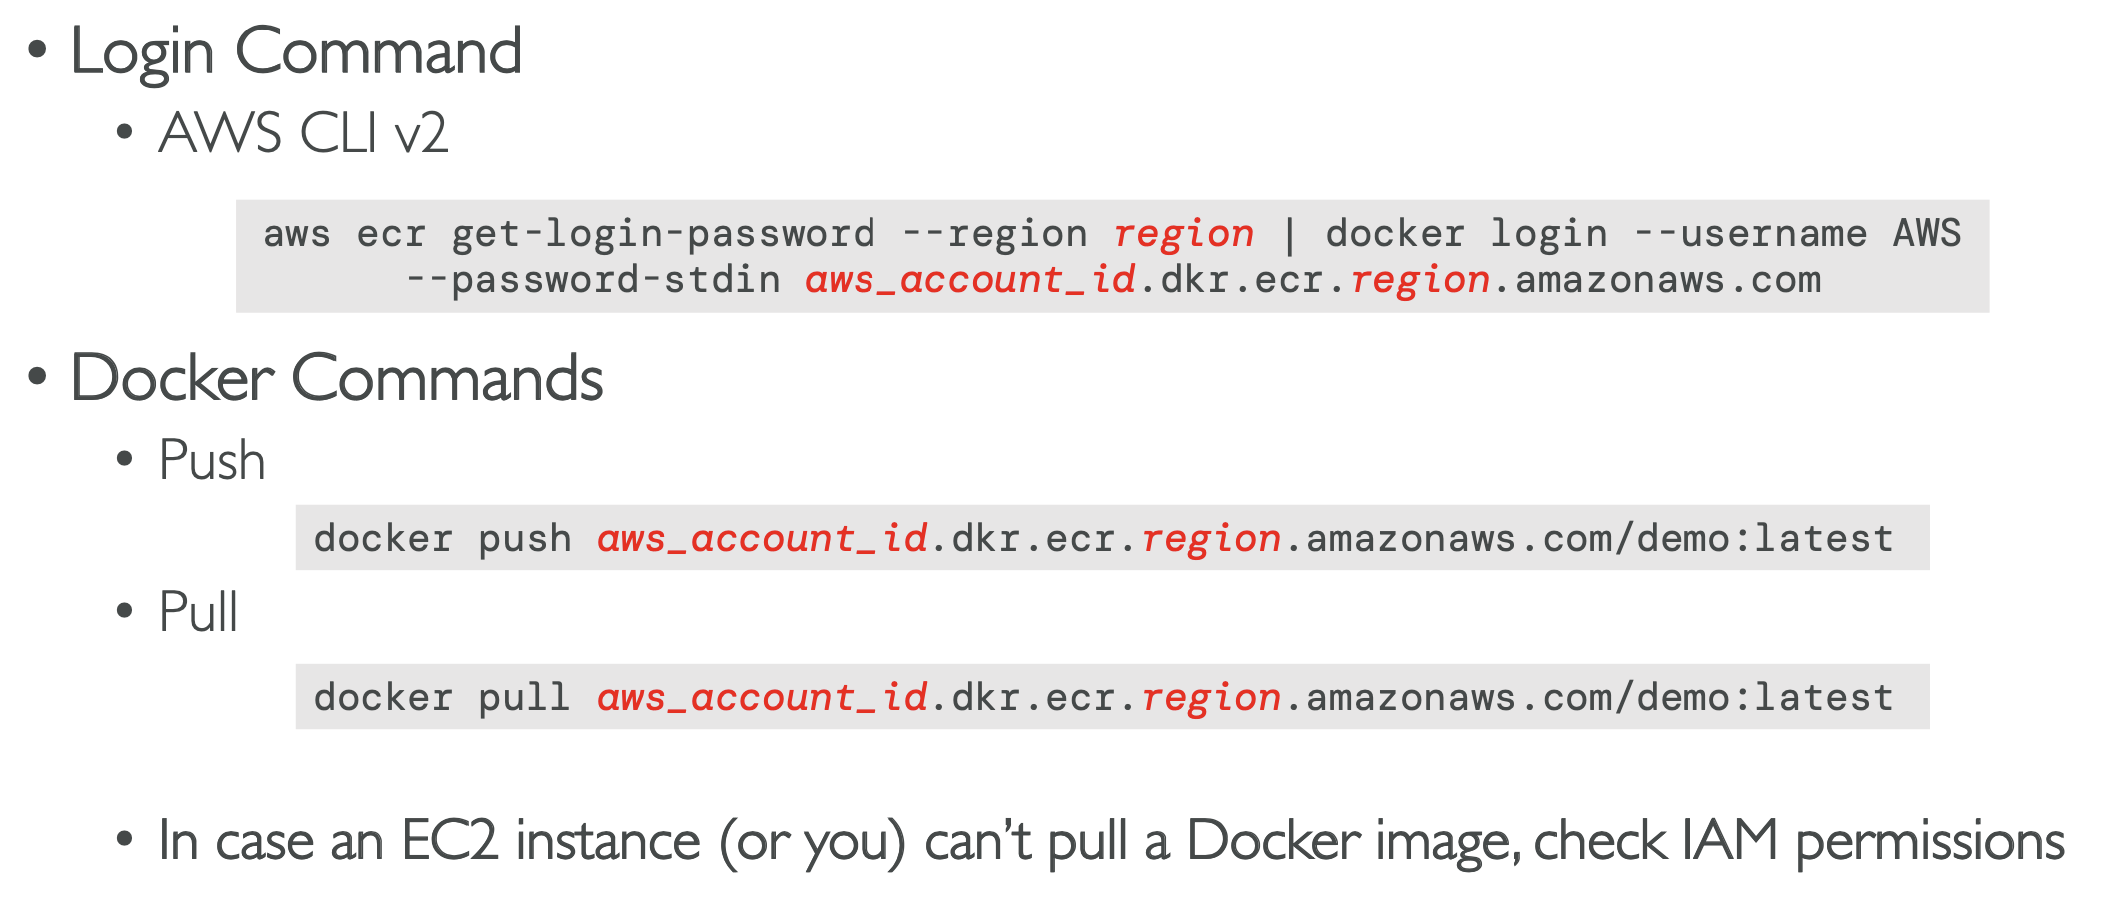 • Login Command
• AWS CLI v2
aws ecr get-login-password --region region | docker login --username AWS
--password-stdin aws_account_id.dkr.ecr.region.amazonaws.com
• Docker Commands
• Push
docker push aws_account_id.dkr.ecr.region.amazonaws.com/demo:latest
• Pull
docker pull aws_account_id.dkr.ecr.region.amazonaws.com/demo:latest
• In case an EC2 instance (or you) can’t pull a Docker image, check IAM permissions